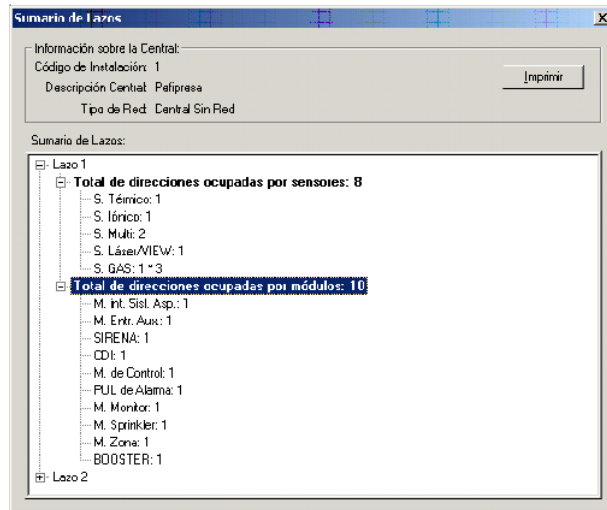 Sumario de Lazos
Información sobre la Central:
Código de Instalación: 1
Descripción Central: Pefipresa
Tipo de Red: Central Sin Red
Imprimir
Sumario de Lazos:
Lazo 1
Total de direcciones ocupadas por sensores: 8
S. Térmico: 1
S. Iónico: 1
S. Multi: 2
S. Láser/VIEW: 1
S. GAS: 1 * 3
Total de direcciones ocupadas por módulos: 10
M. int. Sist. Asp.: 1
M. Entr. Aux.: 1
SIRENA: 1
CDI: 1
M. de Control: 1
PUL de Alarma: 1
M. Monitor: 1
M. Sprinkler: 1
M. Zona: 1
BOOSTER: 1
Lazo 2